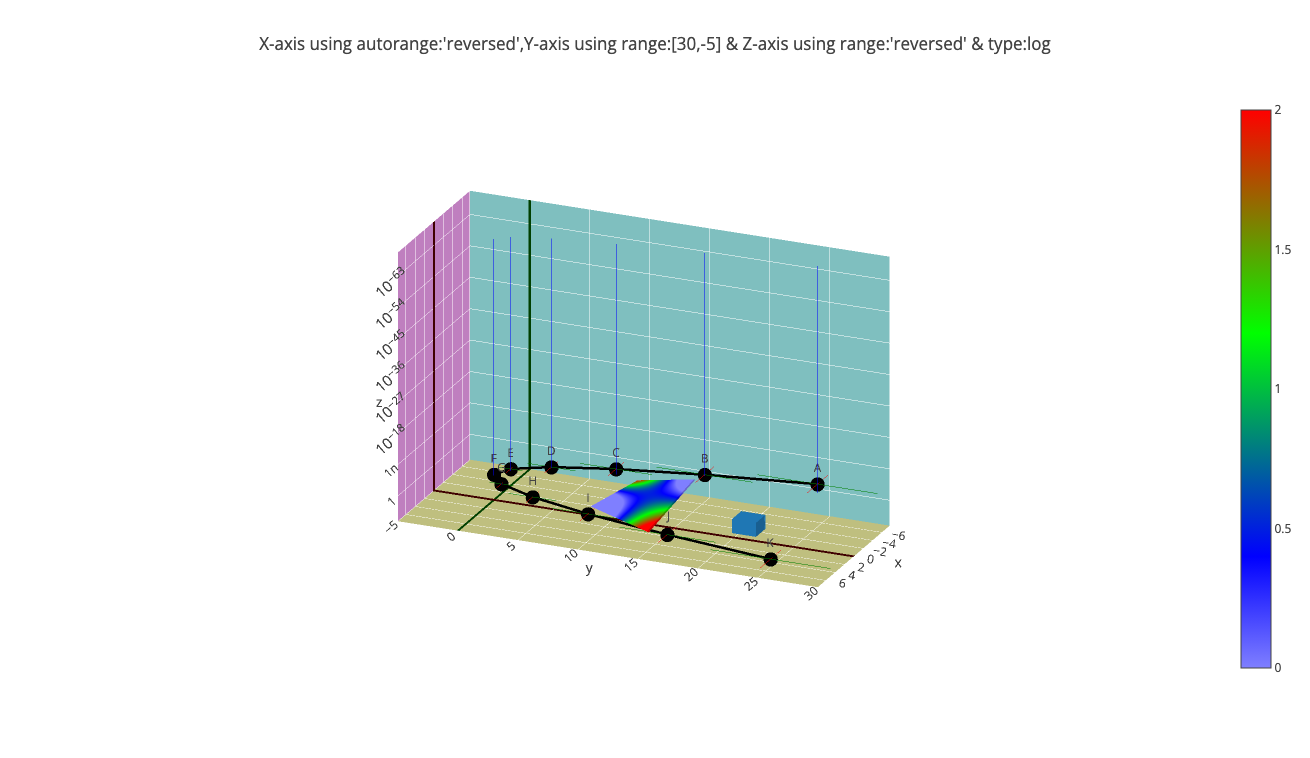 X-axis using autorange:'reversed',Y-axis using range:[30,-5] & Z-axis using range:'reversed' & type:log
2
1.5
1
0.5
0
10−63
10−54
10−45
10−36
z
10−27
10−18
1n
1
F
E
D
C
B
A
G
H
I
J
K
−5
0
5
10
15
20
25
30
y
6
4
2
0
−2
−4
−6
x